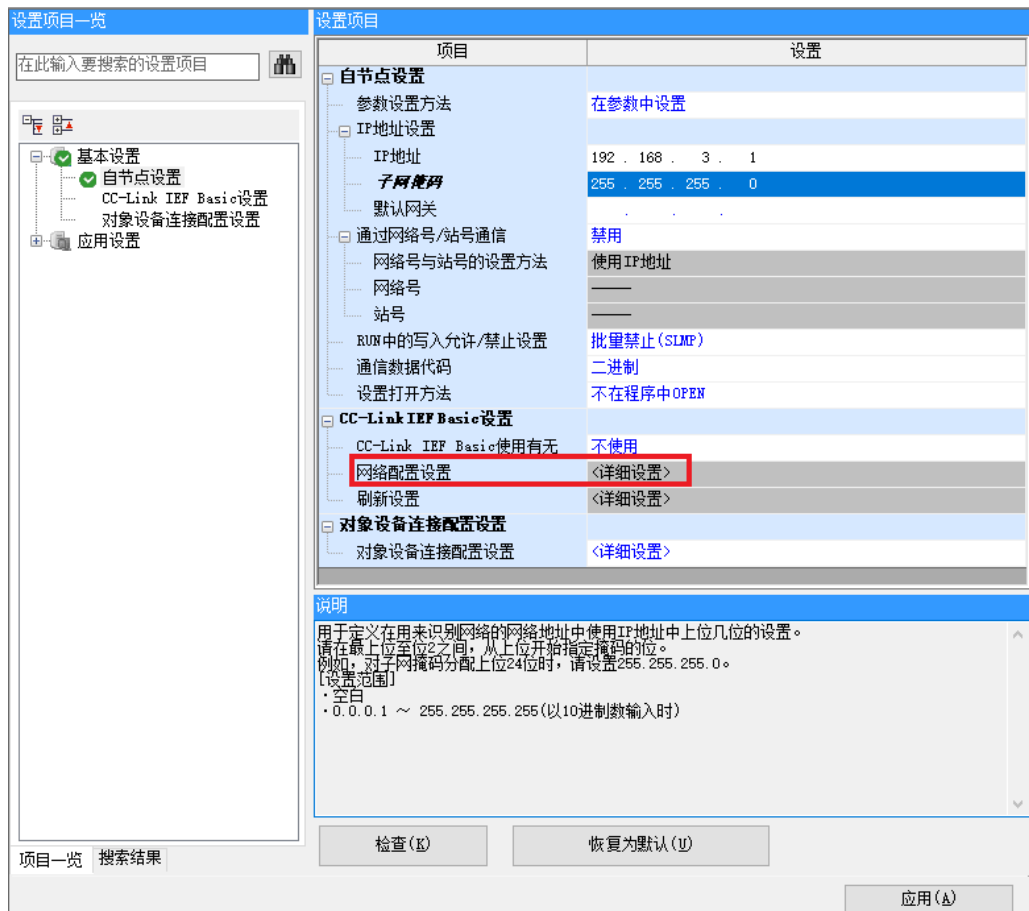 设置项目一览
在此输入要搜索的设置项目
基本设置
自节点设置
CC-Link IEF Basic设置
对象设备连接配置设置
应用设置
项目一览 搜索结果
设置项目
项目 设置
自节点设置
参数设置方法 在参数中设置
IP地址设置
IP地址 192 . 168 . 3 . 1
子网掩码 255 . 255 . 255 . 0
默认网关 . . .
通过网络号/站号通信 禁用
网络号与站号的设置方法 使用IP地址
网络号 ——
站号 ——
RUN中的写入允许/禁止设置 批量禁止(SLMP)
通信数据代码 二进制
设置打开方法 不在程序中OPEN
CC-Link IEF Basic设置
CC-Link IEF Basic使用有无 不使用
网络配置设置 <详细设置>
刷新设置 <详细设置>
对象设备连接配置设置
对象设备连接配置设置 <详细设置>
说明
用于定义在用来识别网络的网络地址中使用IP地址中上位几位的设置。
请在最上位至位2之间，从上位开始指定掩码的位。
例如，对子网掩码分配上位24位时，请设置255.255.255.0。
[设置范围]
・空白
・0.0.0.1 ～ 255.255.255.255(以10进制数输入时)
检查(K) 恢复为默认(U)
应用(A)